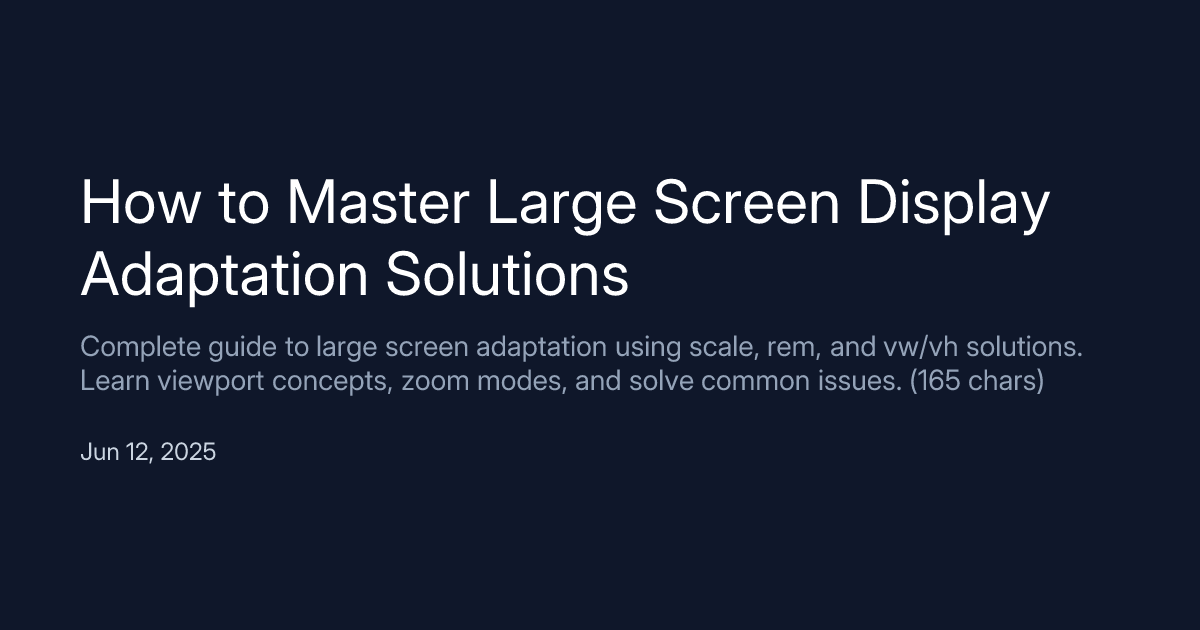 How to Master Large Screen Display
Adaptation Solutions
Complete guide to large screen adaptation using scale, rem, and vw/vh solutions.
Learn viewport concepts, zoom modes, and solve common issues. (165 chars)
Jun 12, 2025